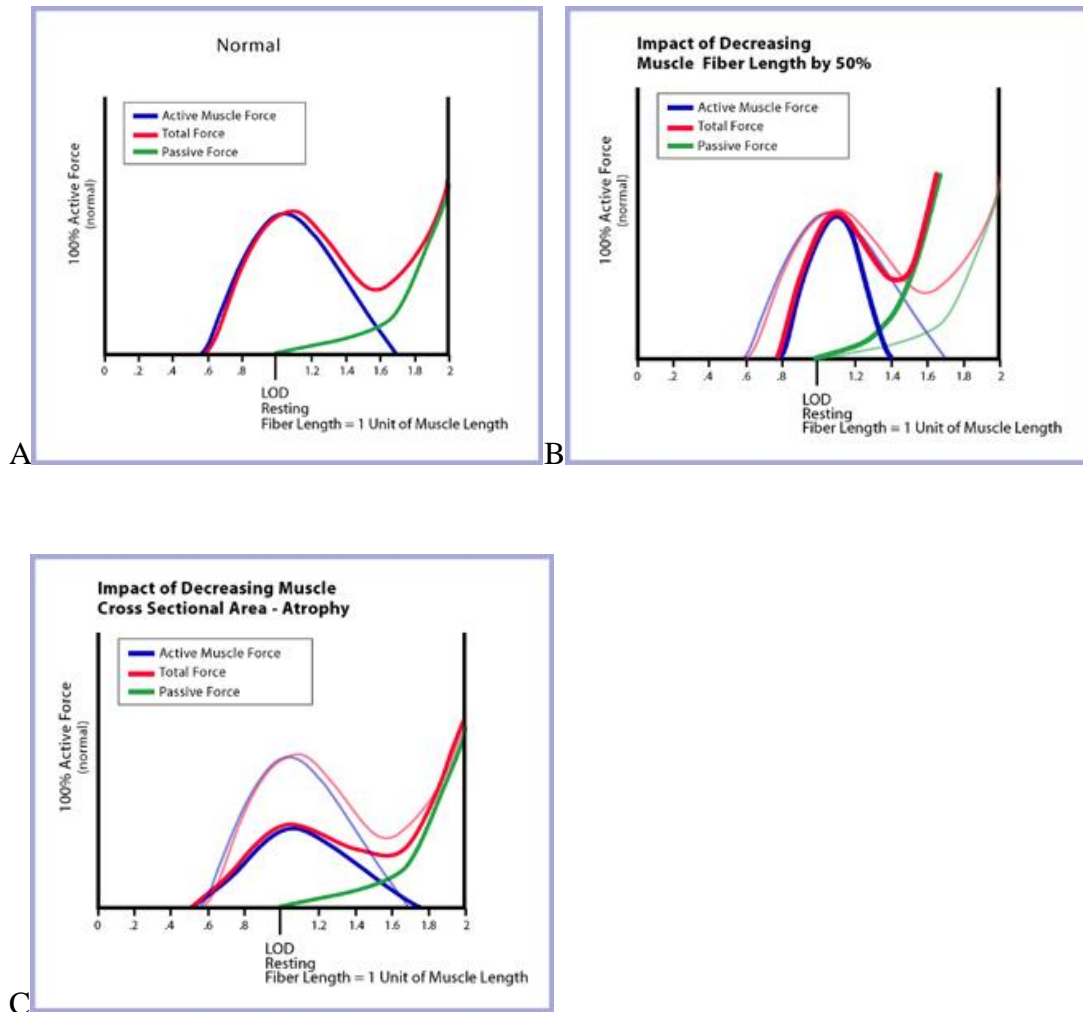 Normal
100% Active Force
(normal)
Active Muscle Force
Total Force
Passive Force
0 .2 .4 .6 .8 1.2 1.4 1.6 1.8 2
LOD
Resting
Fiber Length = 1 Unit of Muscle Length
A
Impact of Decreasing
Muscle Fiber Length by 50%
100% Active Force
(normal)
Active Muscle Force
Total Force
Passive Force
0 .2 .4 .6 .8 1.2 1.4 1.6 1.8 2
LOD
Resting
Fiber Length = 1 Unit of Muscle Length
B
Impact of Decreasing Muscle
Cross Sectional Area - Atrophy
100% Active Force
(normal)
Active Muscle Force
Total Force
Passive Force
0 .2 .4 .6 .8 1.2 1.4 1.6 1.8 2
LOD
Resting
Fiber Length = 1 Unit of Muscle Length
C